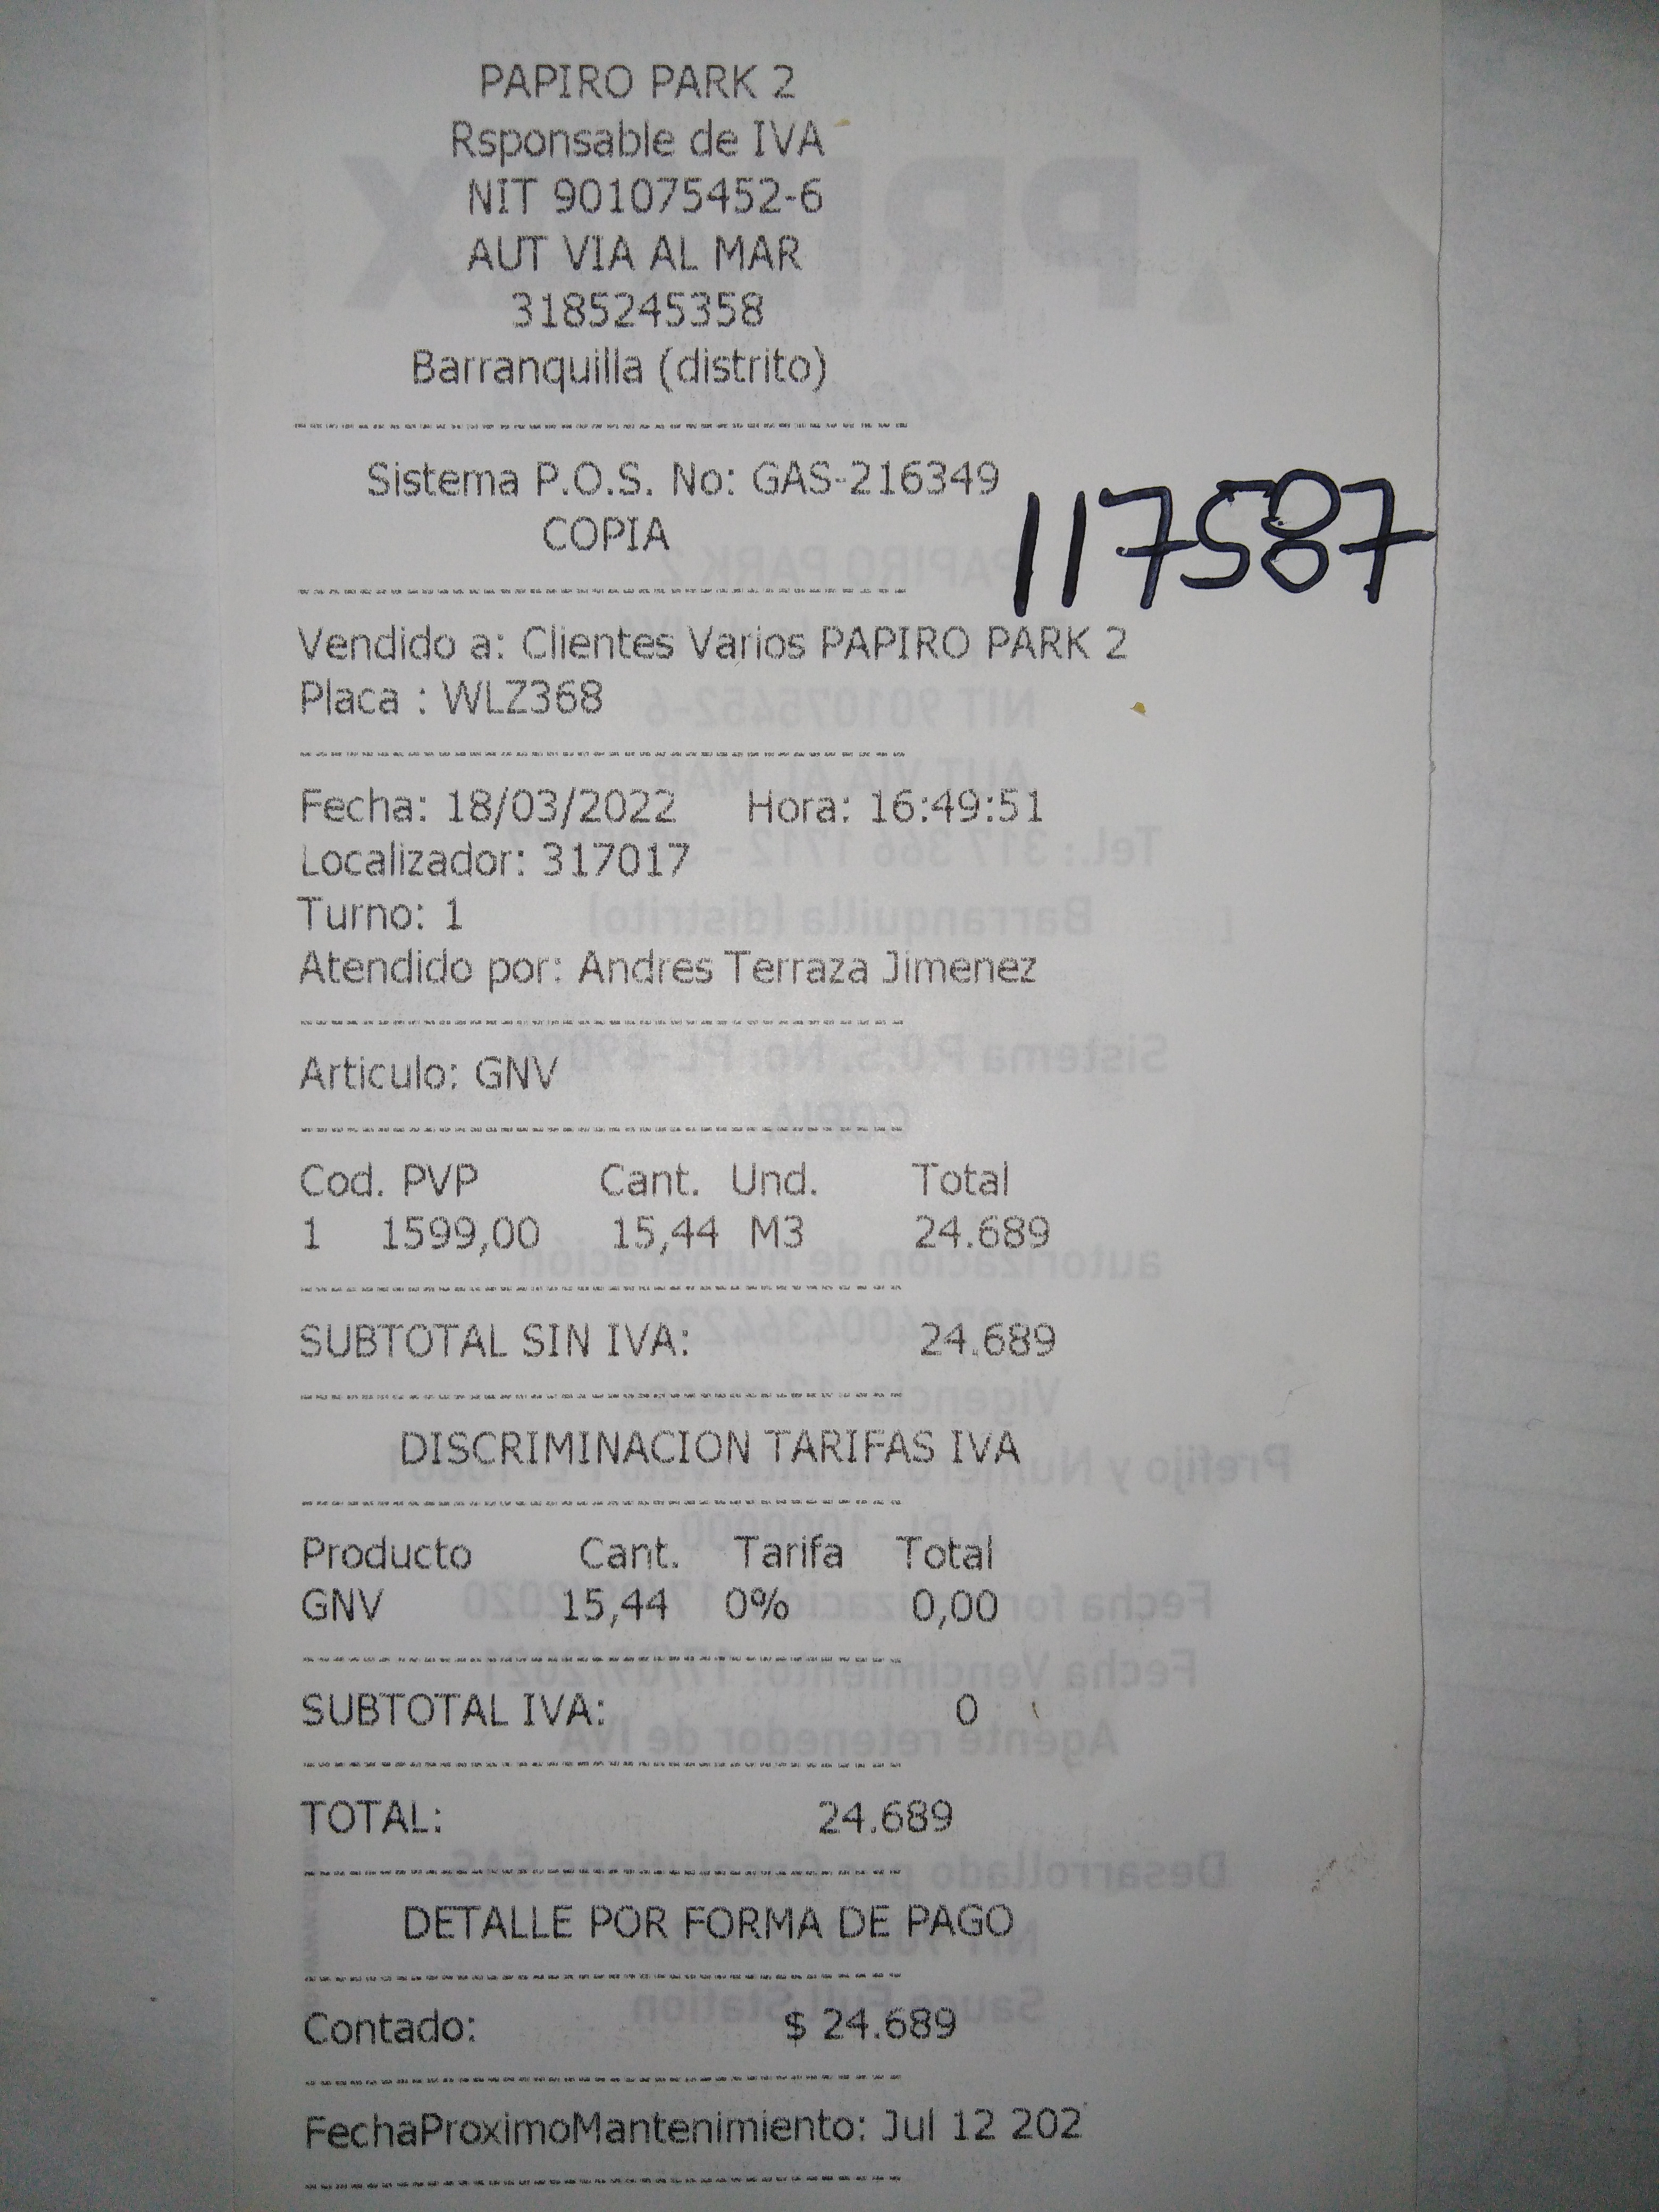 PAPIRO PARK 2
Rsponsable de IVA
NIT 901075452-6
AUT VIA AL MAR
3185245358
Barranquilla (distrito)
Sistema P.O.S. No: GAS-216349
COPIA
117587
Vendido a: Clientes Varios PAPIRO PARK 2
Placa : WLZ368
Fecha: 18/03/2022 Hora: 16:49:51
Localizador: 317017
Turno: 1
Atendido por: Andres Terraza Jimenez
Articulo: GNV
Cod. PVP Cant. Und. Total
1 1599,00 15,44 M3 24.689
SUBTOTAL SIN IVA: 24.689
DISCRIMINACION TARIFAS IVA
Producto Cant. Tarifa Total
GNV 15,44 0% 0,00
SUBTOTAL IVA: 0
TOTAL: 24.689
DETALLE POR FORMA DE PAGO
Contado: $ 24.689
FechaProximoMantenimiento: Jul 12 202